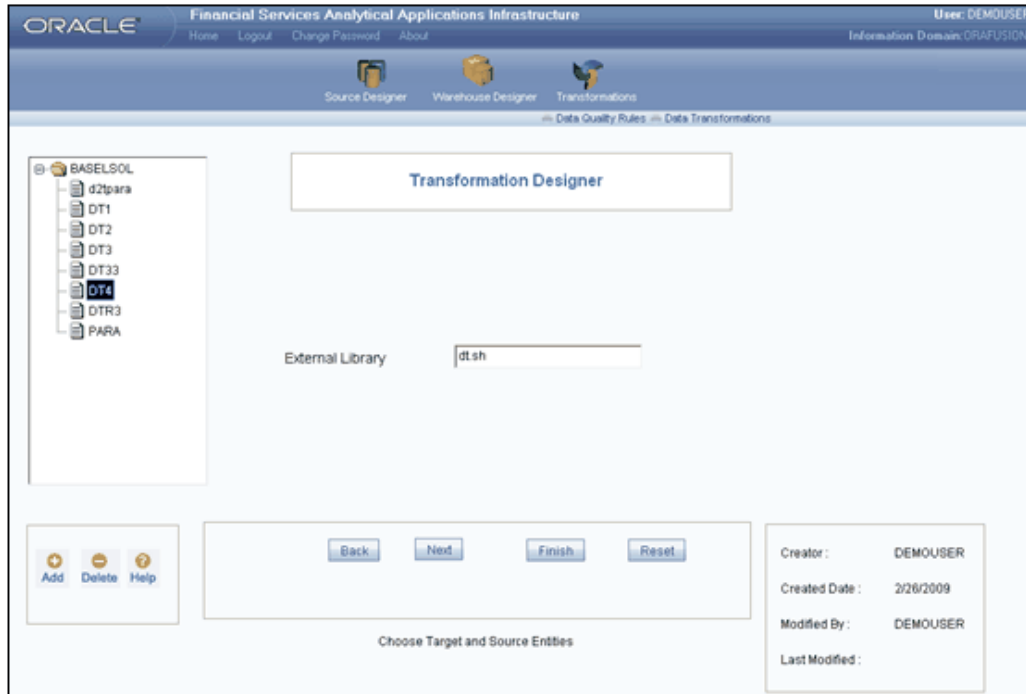 ORACLE
Financial Services Analytical Applications Infrastructure
User: DEMOUSER
Home Logout Change Password About
Information Domain:ORAFUSION
Source Designer Warehouse Designer Transformations
Data Quality Rules Data Transformations
BASELSOL
d2tpara
DT1
DT2
DT3
DT33
DT4
DTR3
PARA
Transformation Designer
External Library dt.sh
Add Delete Help
Back Next Finish Reset
Choose Target and Source Entities
Creator : DEMOUSER
Created Date : 2/26/2009
Modified By : DEMOUSER
Last Modified :